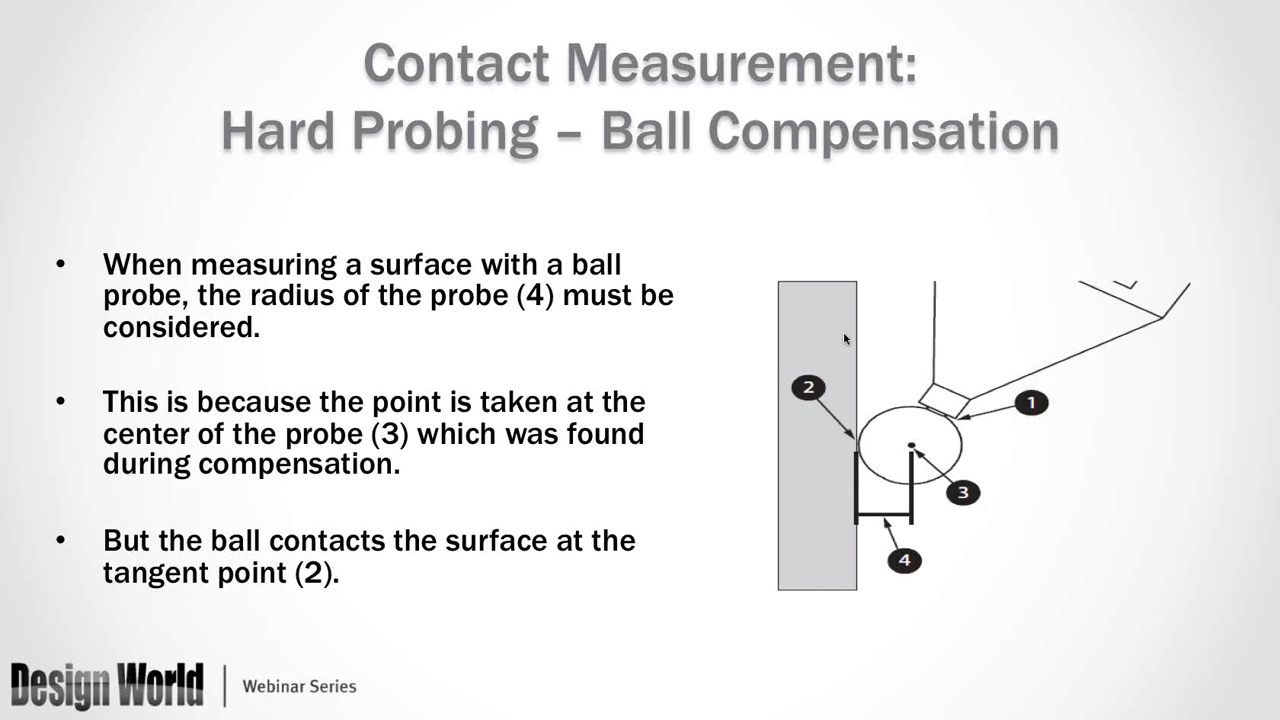 Contact Measurement:
Hard Probing – Ball Compensation
• When measuring a surface with a ball
probe, the radius of the probe (4) must be
considered.
• This is because the point is taken at the
center of the probe (3) which was found
during compensation.
• But the ball contacts the surface at the
tangent point (2).
2
1
3
4
Design World | Webinar Series